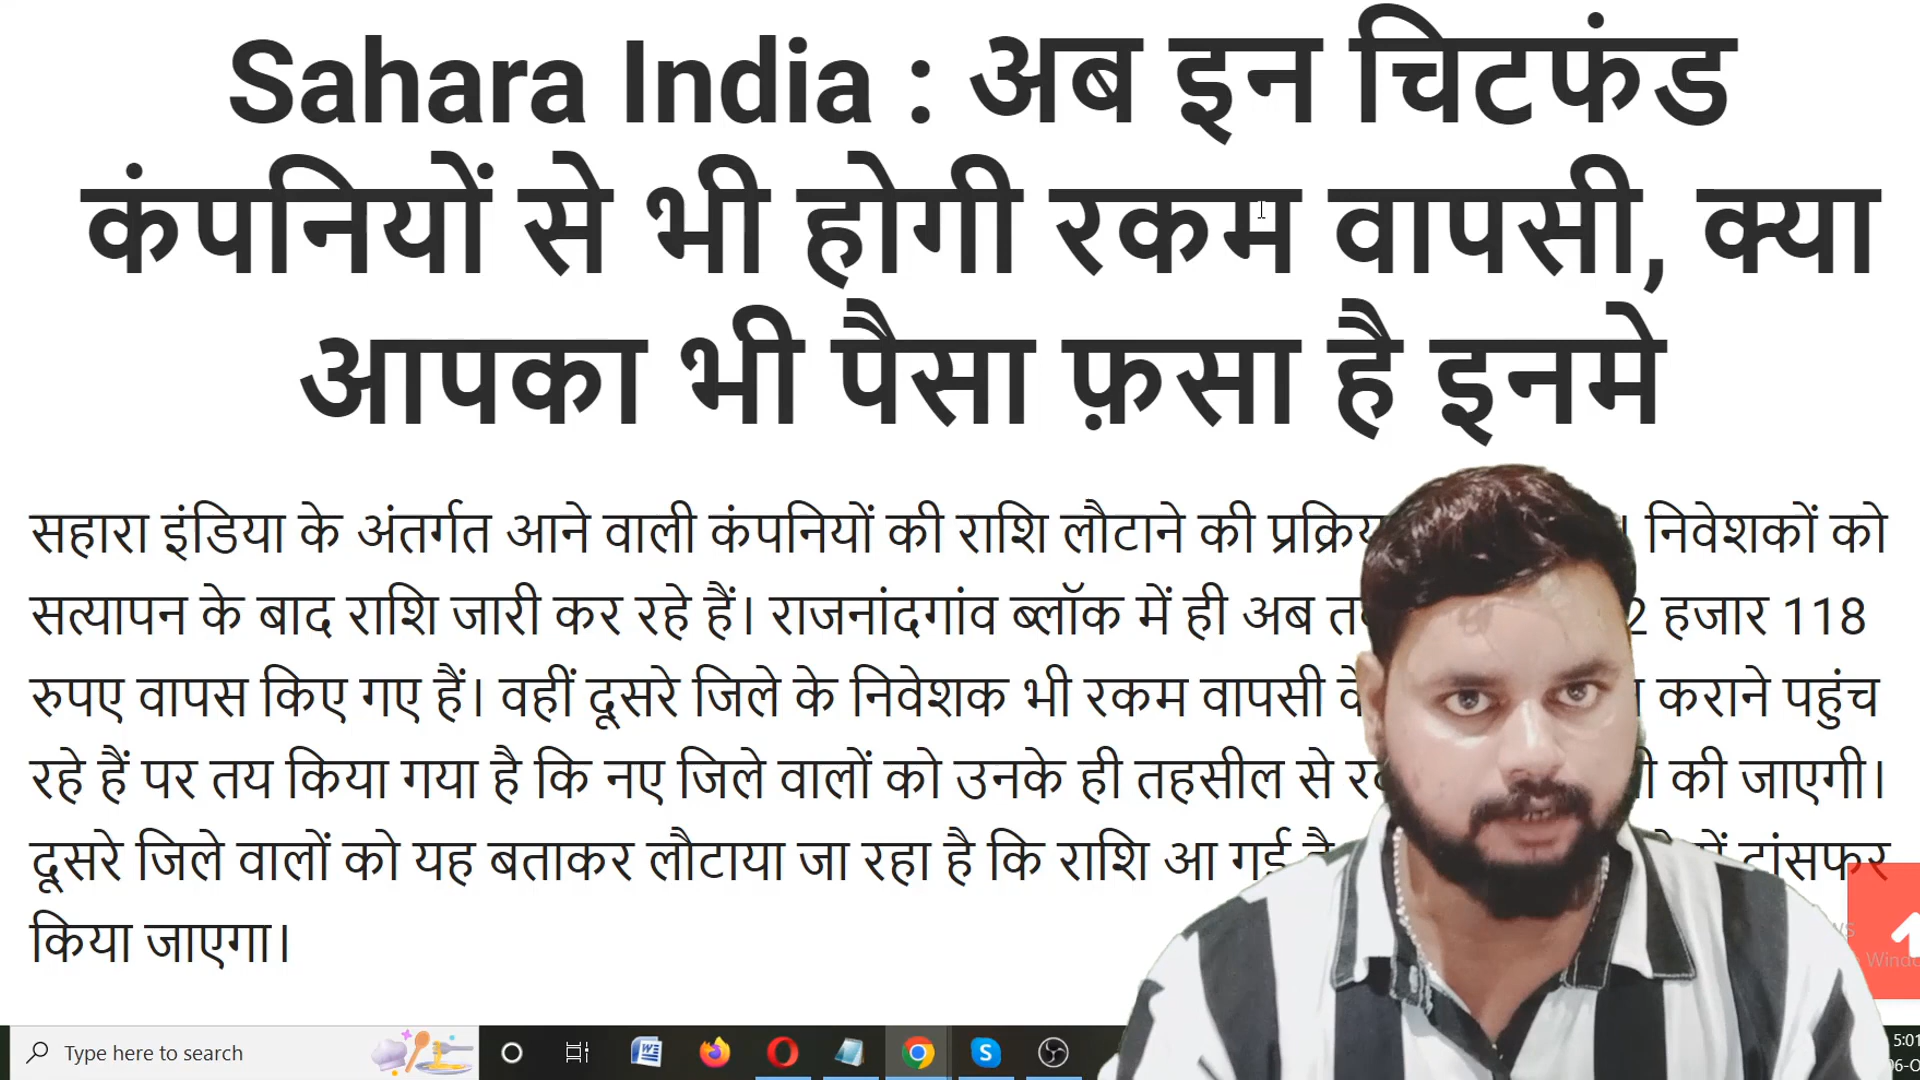 Sahara India : अब इन चिटफंड
कंपनियों से भी होगी रकम वापसी, क्या
आपका भी पैसा फ़सा है इनमे
सहारा इंडिया के अंतर्गत आने वाली कंपनियों की राशि लौटाने की । निवेशकों को
सत्यापन के बाद राशि जारी कर रहे हैं। राजनांदगांव ब्लॉक में ही अब हजार 118
रुपए वापस किए गए हैं। वहीं दूसरे जिले के निवेशक भी रकम वापसी कराने पहुंच
रहे हैं पर तय किया गया है कि नए जिले वालों को उनके ही तहसील से की जाएगी।
दूसरे जिले वालों को यह बताकर लौटाया जा रहा है कि राशि आ गई टांसफर
किया जाएगा।
Type here to search